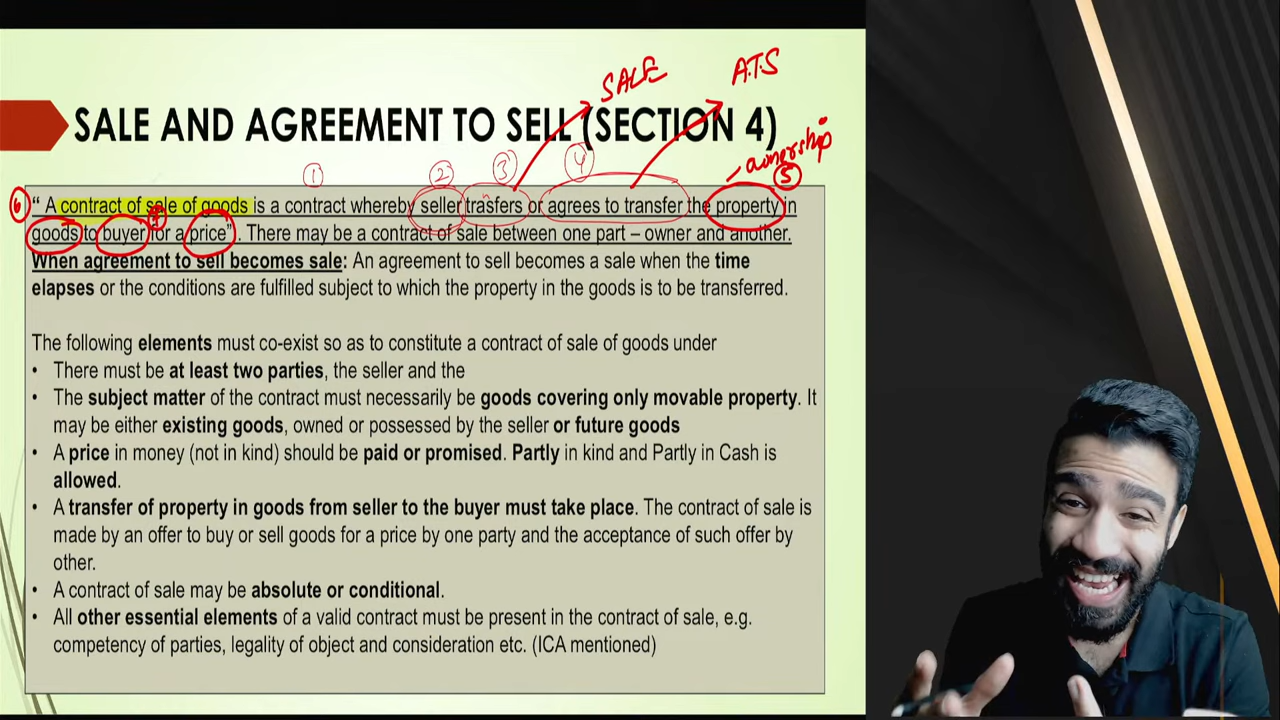 SALE
A.T.S
SALE AND AGREEMENT TO SELL (SECTION 4)
ownership
① ② ③ ④ ⑤
⑥ “ A contract of sale of goods is a contract whereby seller trasfers or agrees to transfer the property in
goods to buyer for a price” . There may be a contract of sale between one part – owner and another.
When agreement to sell becomes sale: An agreement to sell becomes a sale when the time
elapses or the conditions are fulfilled subject to which the property in the goods is to be transferred.
The following elements must co-exist so as to constitute a contract of sale of goods under
• There must be at least two parties, the seller and the
• The subject matter of the contract must necessarily be goods covering only movable property. It
may be either existing goods, owned or possessed by the seller or future goods
• A price in money (not in kind) should be paid or promised. Partly in kind and Partly in Cash is
allowed.
• A transfer of property in goods from seller to the buyer must take place. The contract of sale is
made by an offer to buy or sell goods for a price by one party and the acceptance of such offer by
other.
• A contract of sale may be absolute or conditional.
• All other essential elements of a valid contract must be present in the contract of sale, e.g.
competency of parties, legality of object and consideration etc. (ICA mentioned)